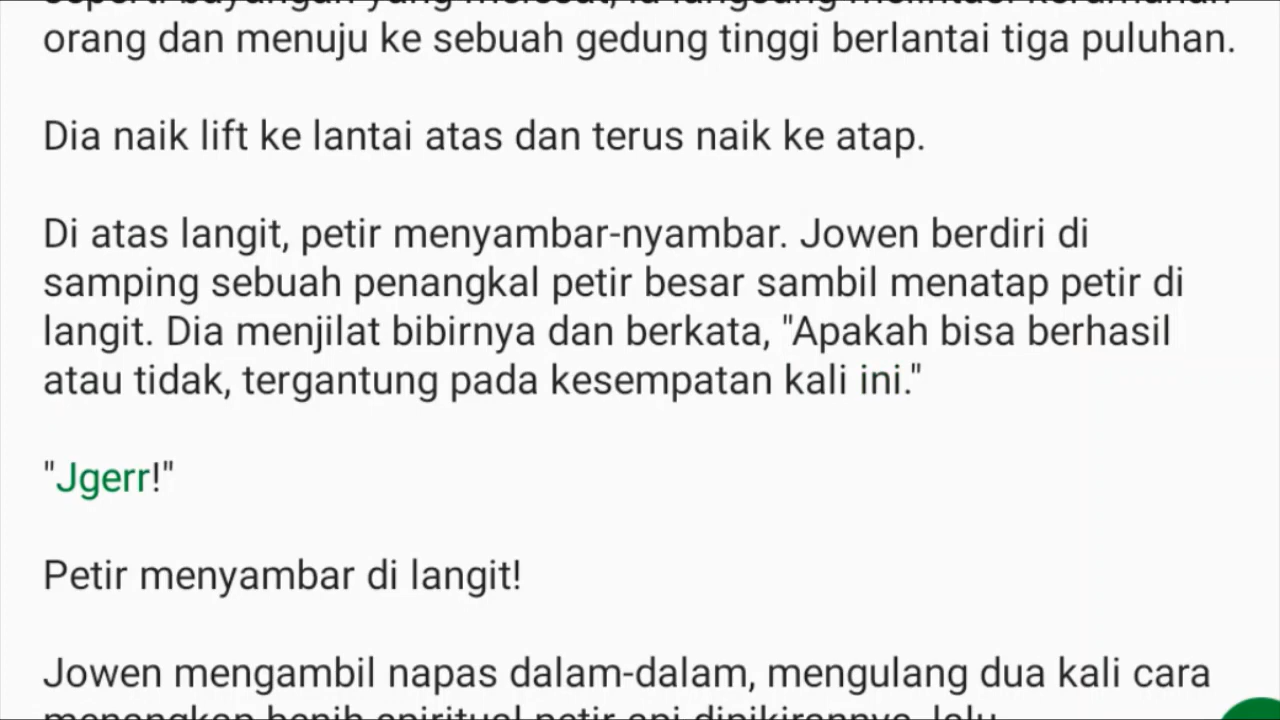 orang dan menuju ke sebuah gedung tinggi berlantai tiga puluhan.
Dia naik lift ke lantai atas dan terus naik ke atap.
Di atas langit, petir menyambar-nyambar. Jowen berdiri di
samping sebuah penangkal petir besar sambil menatap petir di
langit. Dia menjilat bibirnya dan berkata, "Apakah bisa berhasil
atau tidak, tergantung pada kesempatan kali ini."
"Jgerr!"
Petir menyambar di langit!
Jowen mengambil napas dalam-dalam, mengulang dua kali cara